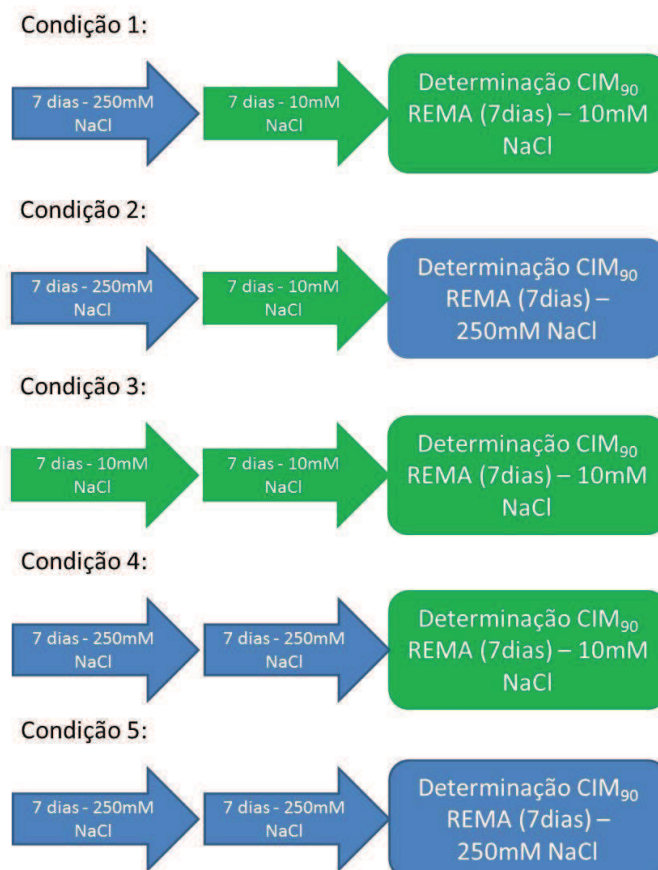 Condição 1:
7 dias - 250mM
NaCl
7 dias - 10mM
NaCl
Determinação CIM₉₀
REMA (7dias) – 10mM
NaCl
Condição 2:
7 dias - 250mM
NaCl
7 dias - 10mM
NaCl
Determinação CIM₉₀
REMA (7dias) –
250mM NaCl
Condição 3:
7 dias - 10mM
NaCl
7 dias - 10mM
NaCl
Determinação CIM₉₀
REMA (7dias) – 10mM
NaCl
Condição 4:
7 dias - 250mM
NaCl
7 dias - 250mM
NaCl
Determinação CIM₉₀
REMA (7dias) – 10mM
NaCl
Condição 5:
7 dias - 250mM
NaCl
7 dias - 250mM
NaCl
Determinação CIM₉₀
REMA (7dias) –
250mM NaCl